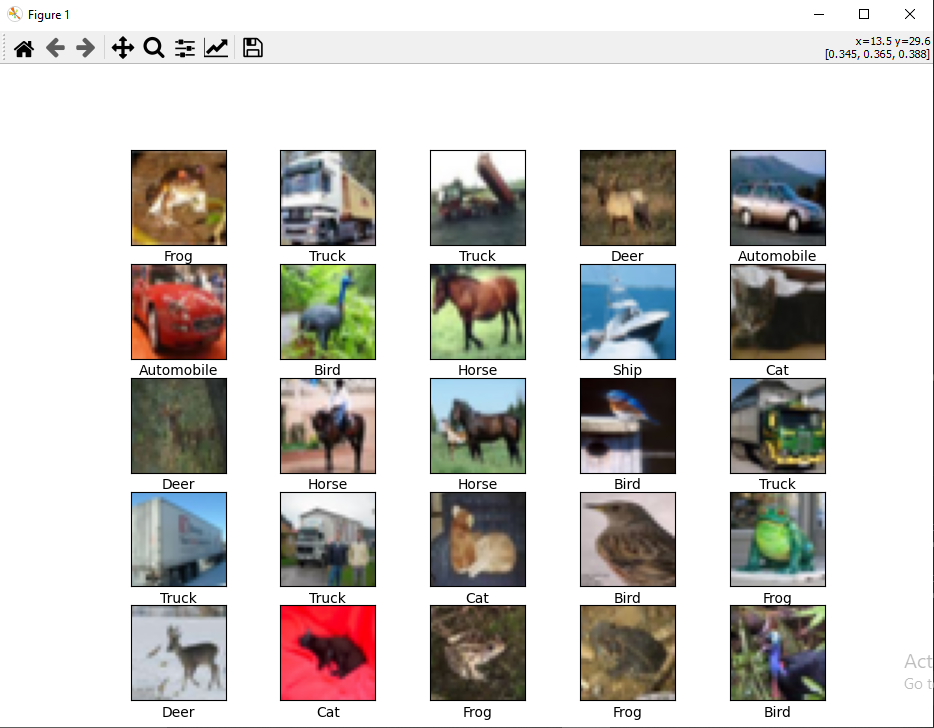 Figure 1
x=13.5 y=29.6
[0.345, 0.365, 0.388]
Frog Truck Truck Deer Automobile
Automobile Bird Horse Ship Cat
Deer Horse Horse Bird Truck
Truck Truck Cat Bird Frog
Act
Go t
Deer Cat Frog Frog Bird